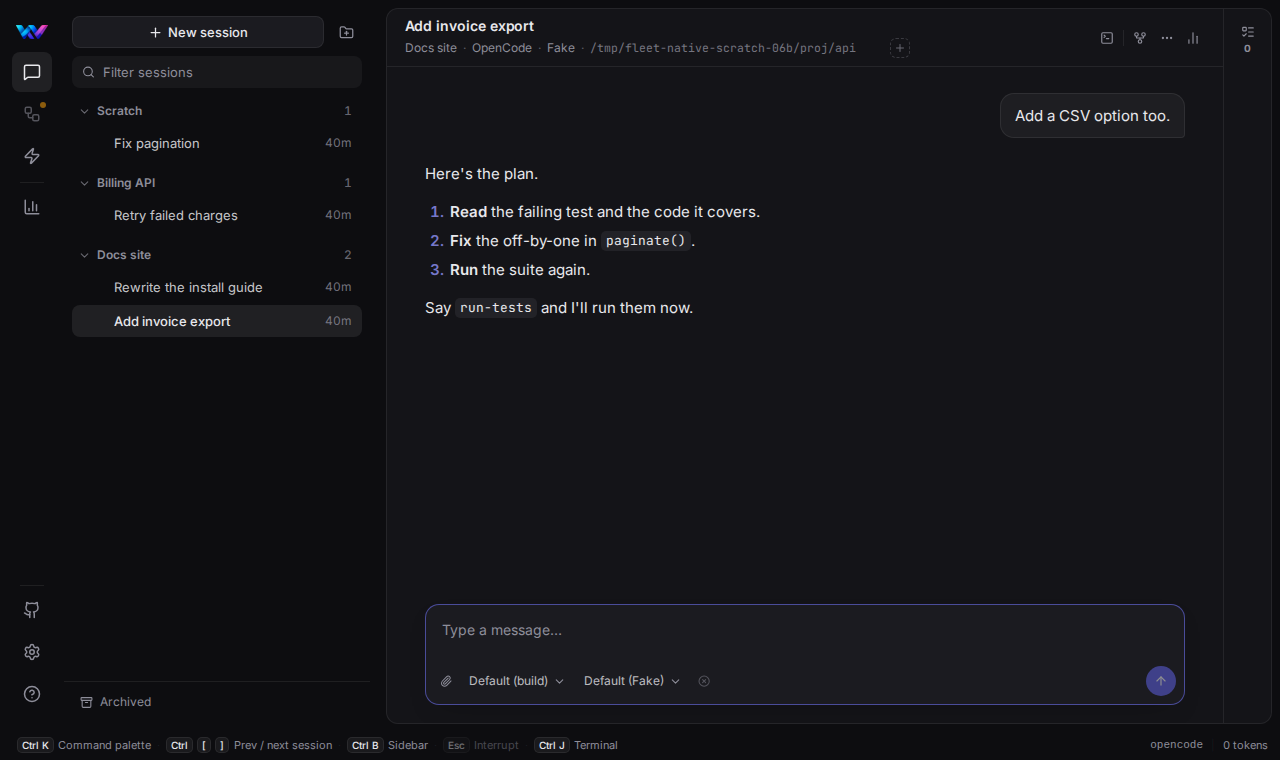 New session
Filter sessions
Scratch 1
Fix pagination 40m
Billing API 1
Retry failed charges 40m
Docs site 2
Rewrite the install guide 40m
Add invoice export 40m
Archived
Add invoice export
Docs site · OpenCode · Fake · /tmp/fleet-native-scratch-06b/proj/api
0
Add a CSV option too.
Here's the plan.
1. Read the failing test and the code it covers.
2. Fix the off-by-one in paginate().
3. Run the suite again.
Say run-tests and I'll run them now.
Type a message...
Default (build) Default (Fake)
Ctrl K Command palette Ctrl [ ] Prev / next session Ctrl B Sidebar Esc Interrupt Ctrl J Terminal opencode 0 tokens